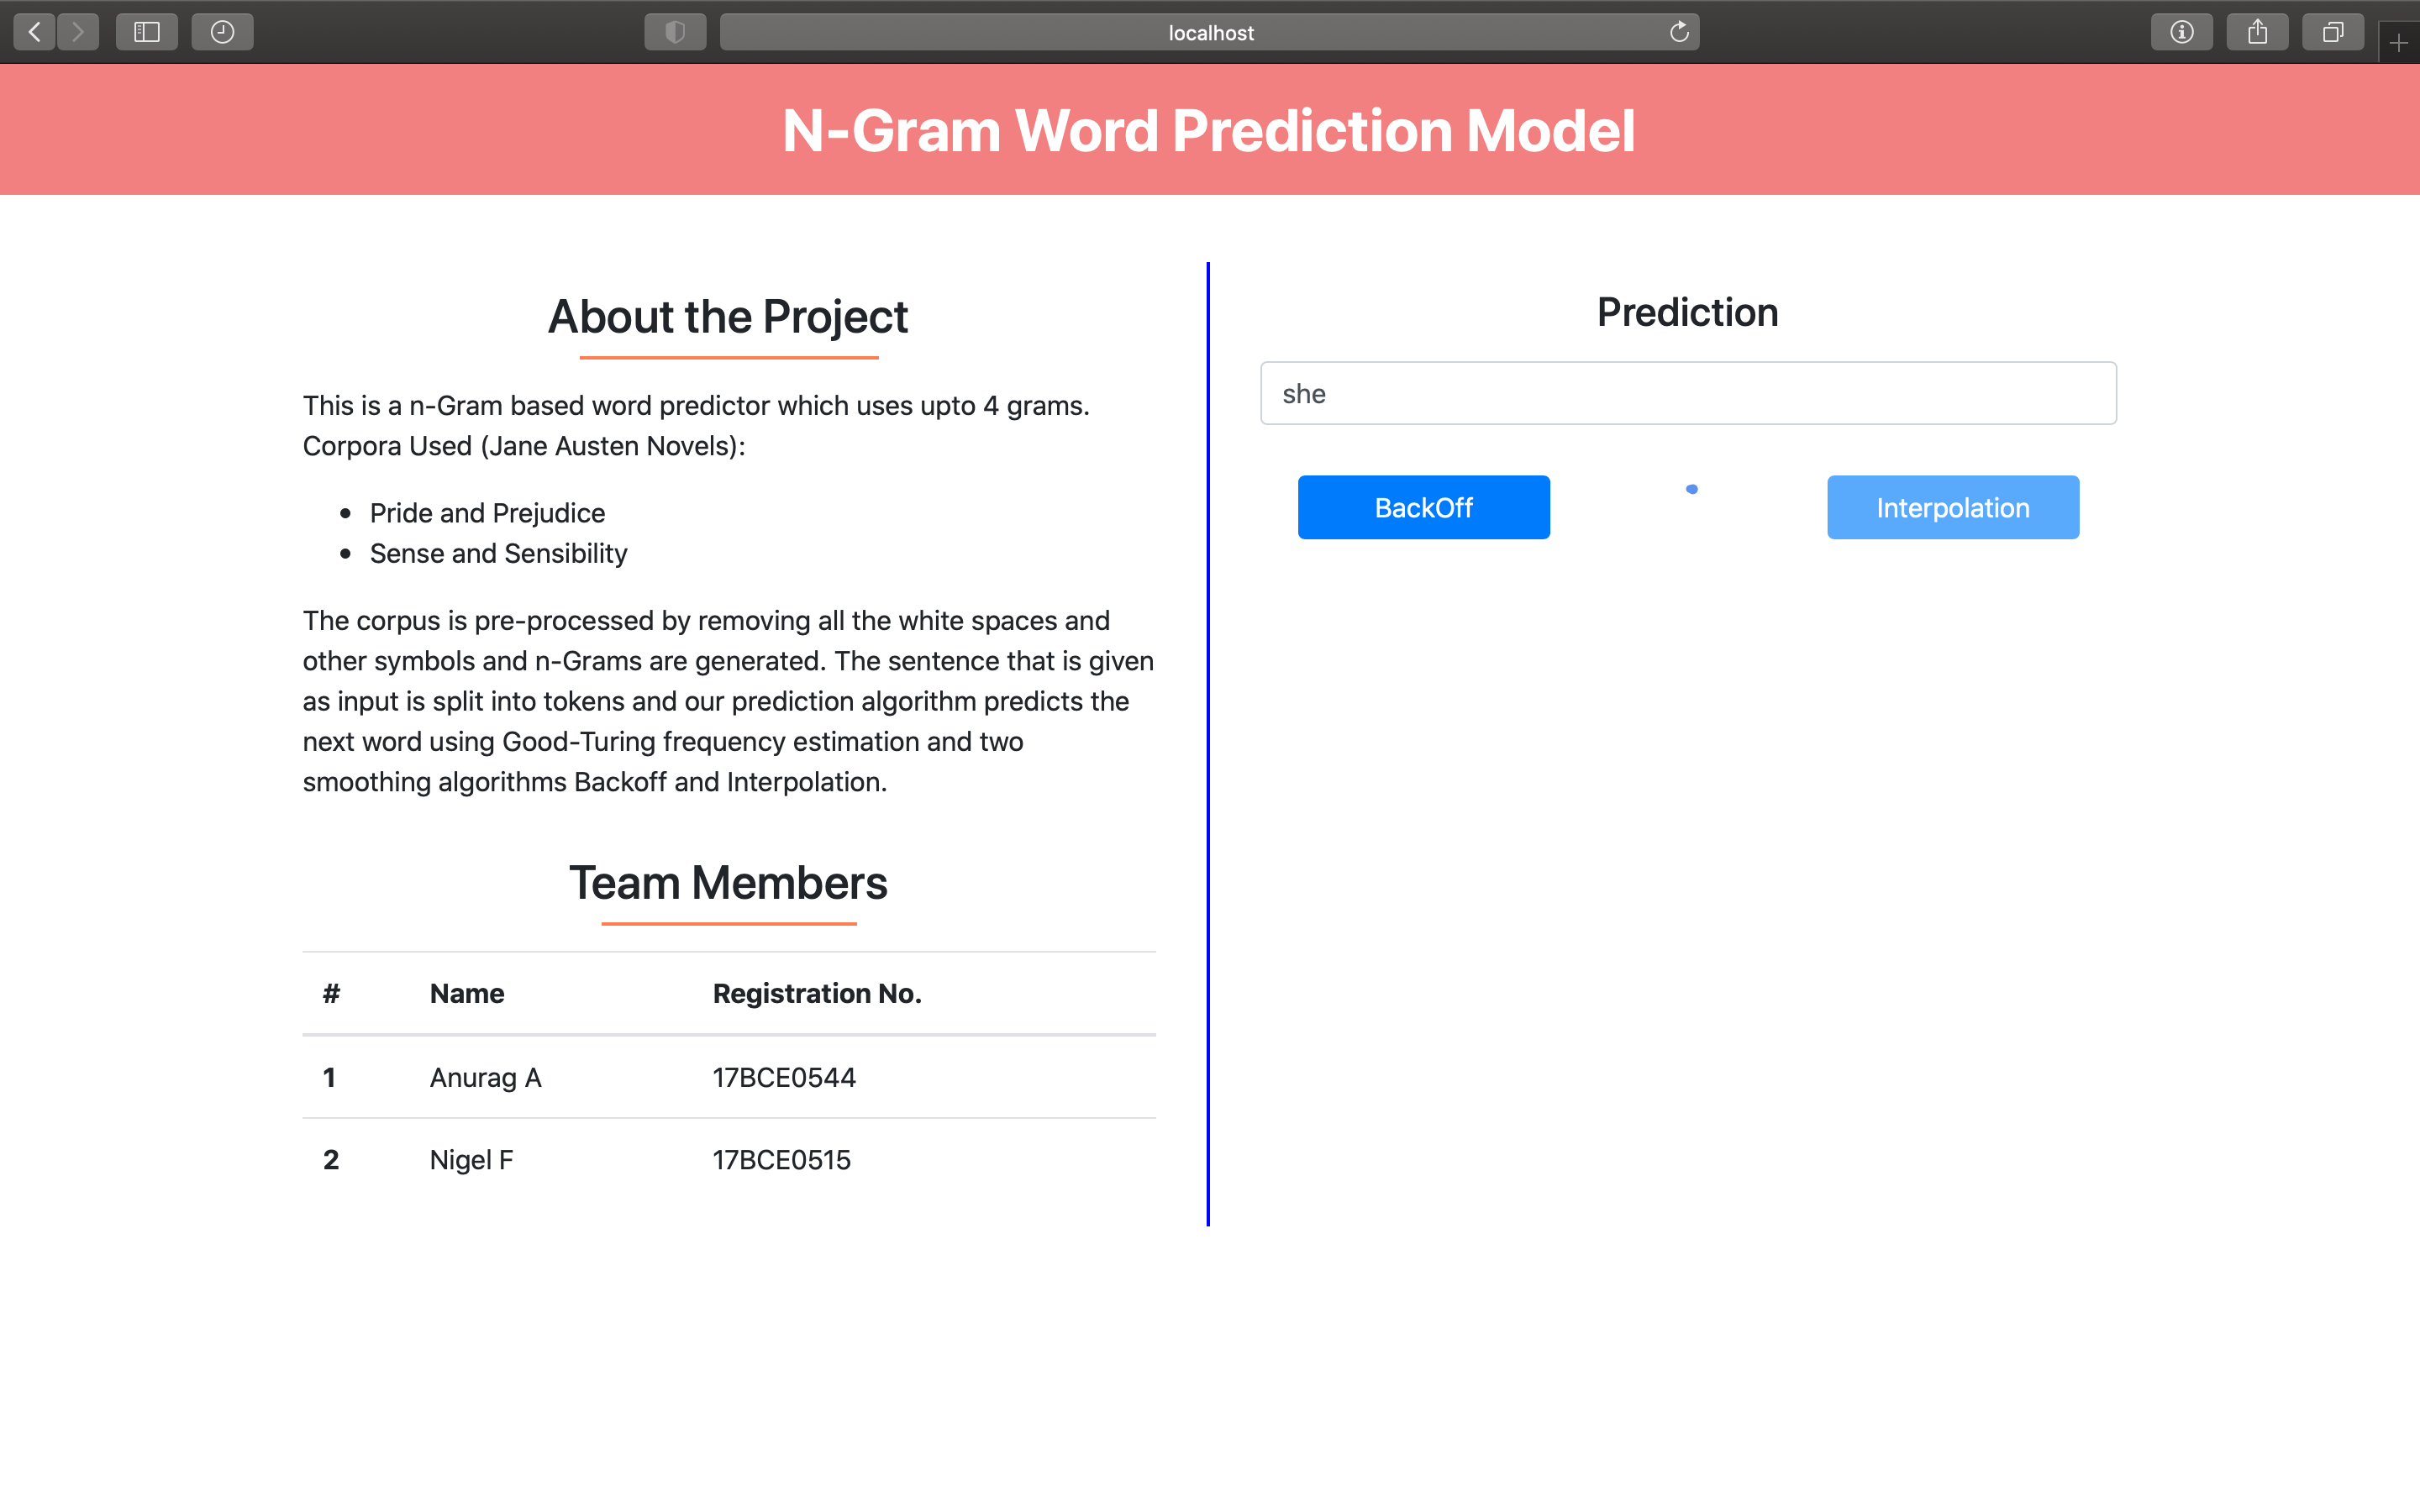 localhost
N-Gram Word Prediction Model
About the Project
This is a n-Gram based word predictor which uses upto 4 grams.
Corpora Used (Jane Austen Novels):
• Pride and Prejudice
• Sense and Sensibility
The corpus is pre-processed by removing all the white spaces and
other symbols and n-Grams are generated. The sentence that is given
as input is split into tokens and our prediction algorithm predicts the
next word using Good-Turing frequency estimation and two
smoothing algorithms Backoff and Interpolation.
Team Members
# Name Registration No.
1 Anurag A 17BCE0544
2 Nigel F 17BCE0515
Prediction
she
BackOff Interpolation